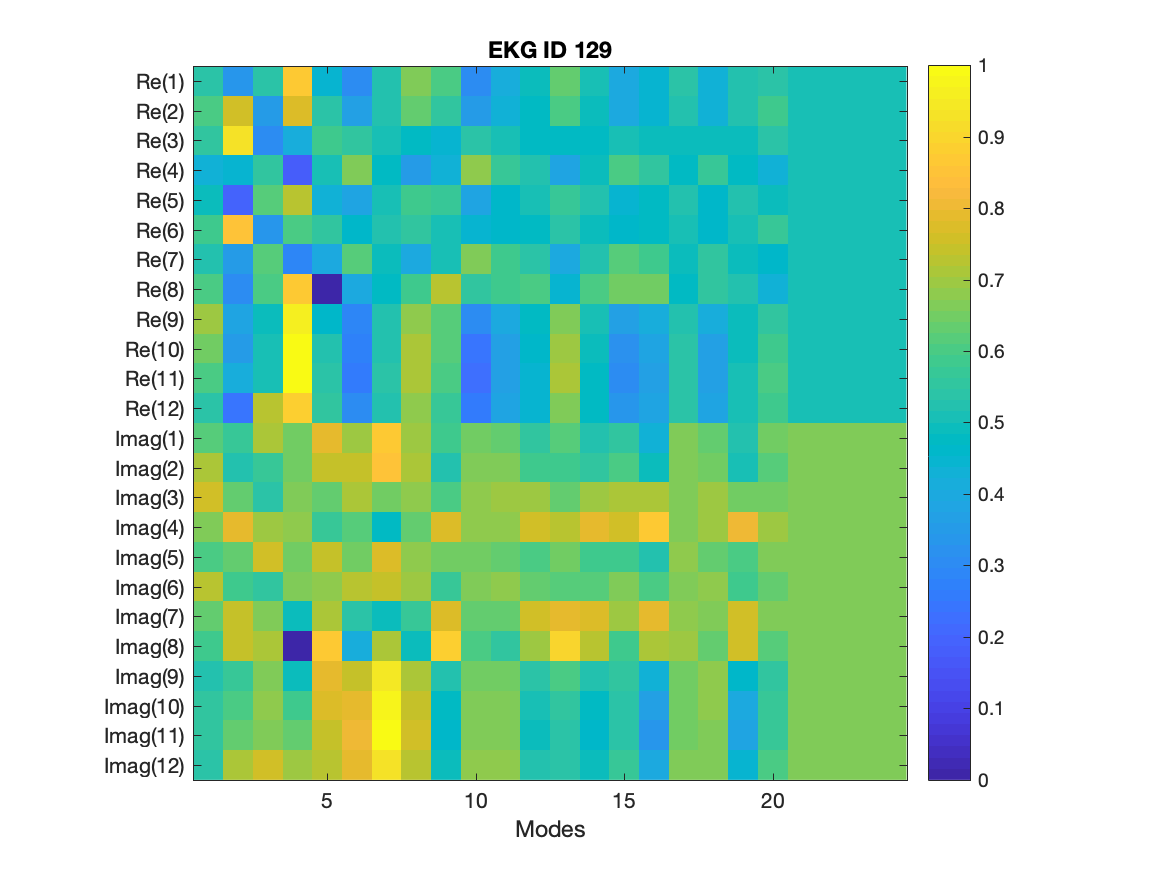 EKG ID 129
Re(1)
Re(2)
Re(3)
Re(4)
Re(5)
Re(6)
Re(7)
Re(8)
Re(9)
Re(10)
Re(11)
Re(12)
Imag(1)
Imag(2)
Imag(3)
Imag(4)
Imag(5)
Imag(6)
Imag(7)
Imag(8)
Imag(9)
Imag(10)
Imag(11)
Imag(12)
5 10 15 20
Modes
1
0.9
0.8
0.7
0.6
0.5
0.4
0.3
0.2
0.1
0